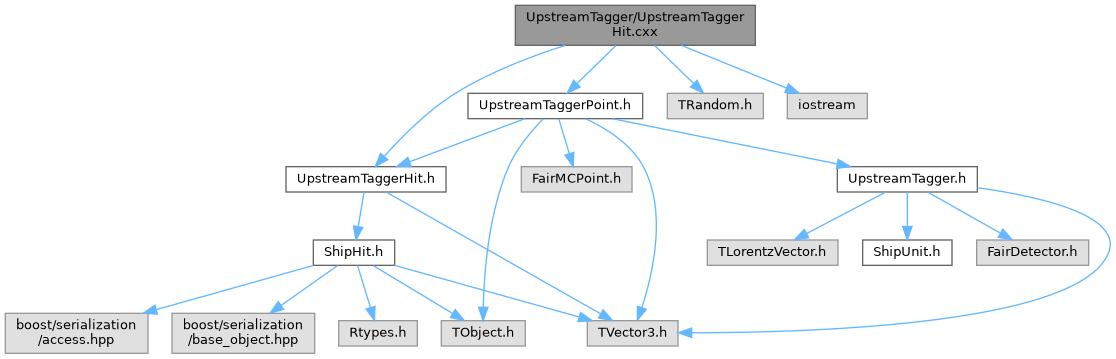 UpstreamTagger/UpstreamTagger
Hit.cxx
UpstreamTaggerPoint.h
TRandom.h
iostream
UpstreamTaggerHit.h
FairMCPoint.h
UpstreamTagger.h
ShipHit.h
TLorentzVector.h
ShipUnit.h
FairDetector.h
boost/serialization
/access.hpp
boost/serialization
/base_object.hpp
Rtypes.h
TObject.h
TVector3.h